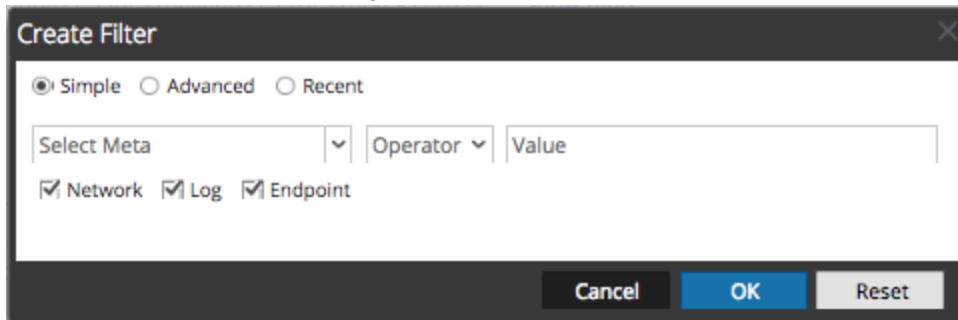 Create Filter
Simple Advanced Recent
Select Meta Operator Value
Network Log Endpoint
Cancel OK Reset